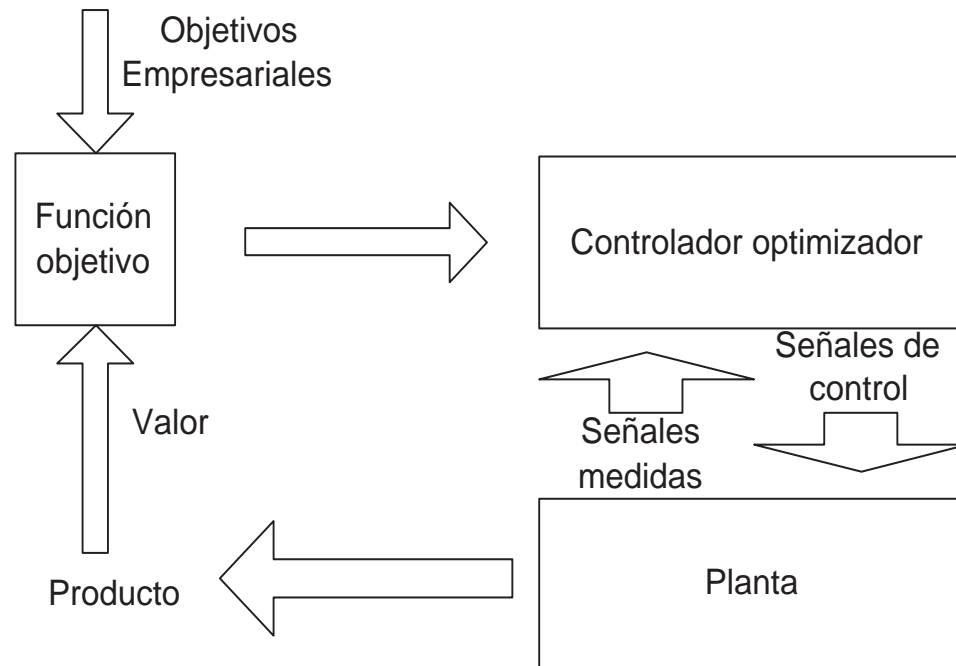 Objetivos
Empresariales
Función
objetivo
Controlador optimizador
Señales de
control
Valor
Señales
medidas
Producto
Planta